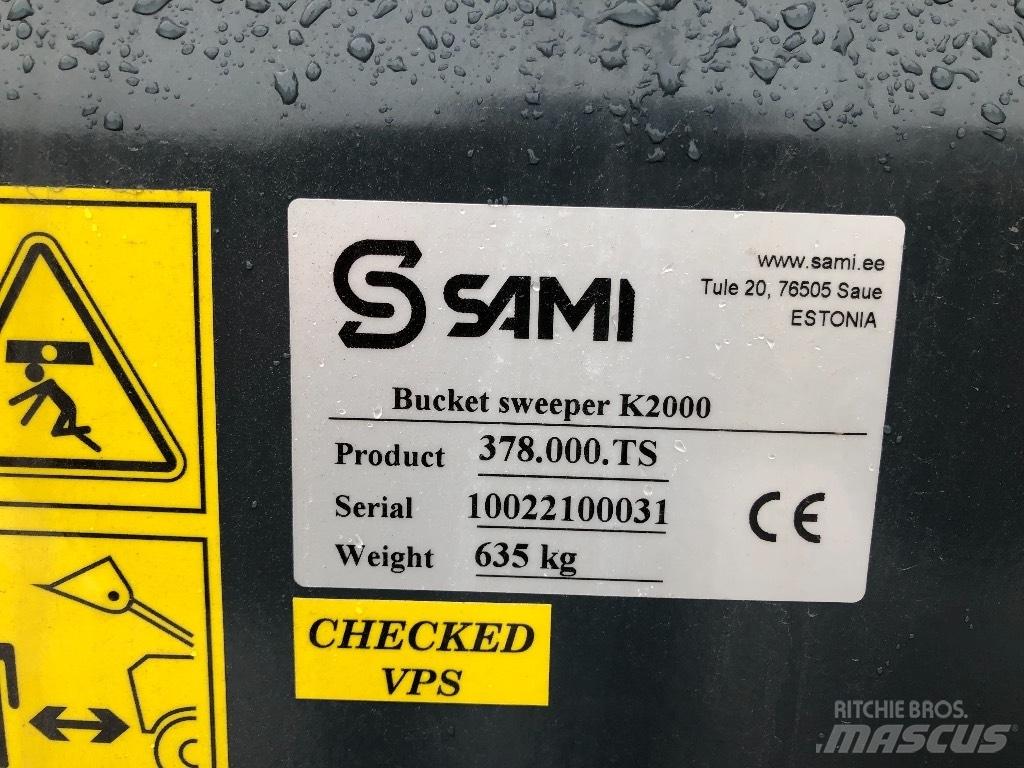 SAMI
www.sami.ee
Tule 20, 76505 Saue
ESTONIA
Bucket sweeper K2000
Product 378.000.TS
Serial 10022100031
Weight 635 kg
CE
CHECKED
VPS
RITCHIE BROS.
MASCUS